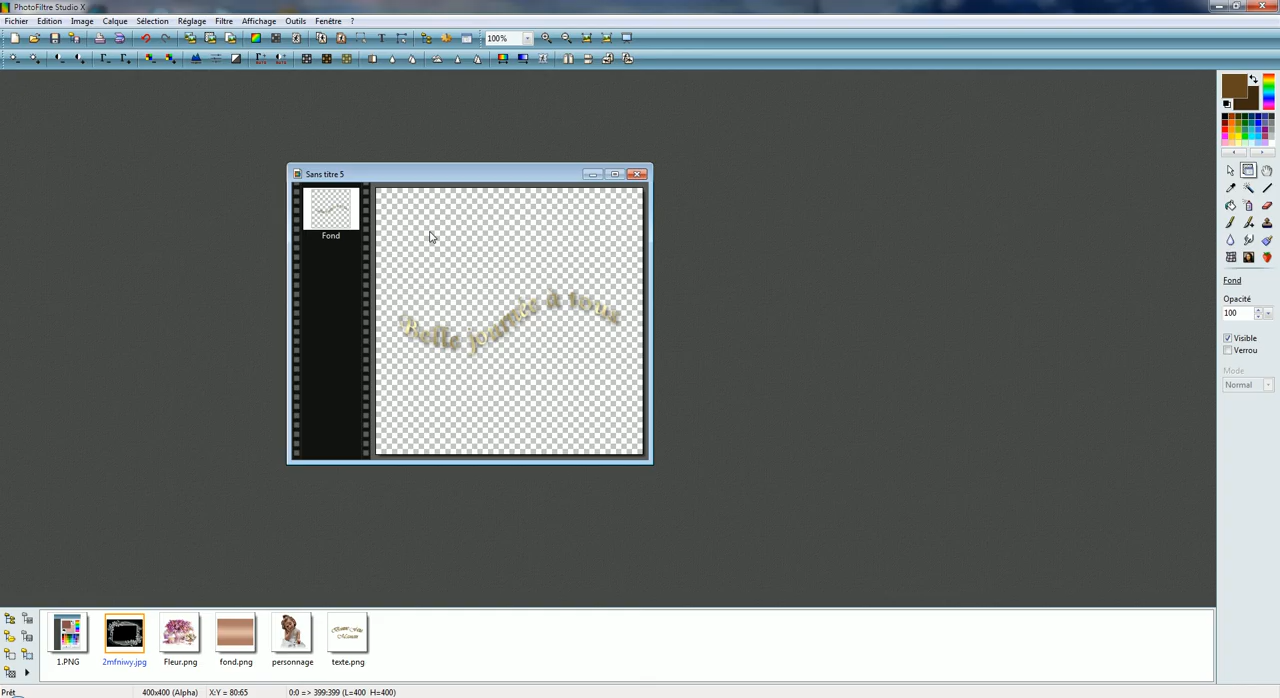 PhotoFiltre Studio X
Fichier Edition Image Calque Sélection Réglage Filtre Affichage Outils Fenêtre ?
100%
Sans titre 5
Fond
Belle journée à tous
Fond
Opacité
100
Visible
Verrou
Mode
Normal
1.PNG 2mfniwy.jpg Fleur.png fond.png personnage texte.png
Prêt 400x400 (Alpha) X:Y = 80:65 0:0 => 399:399 (L=400 H=400)